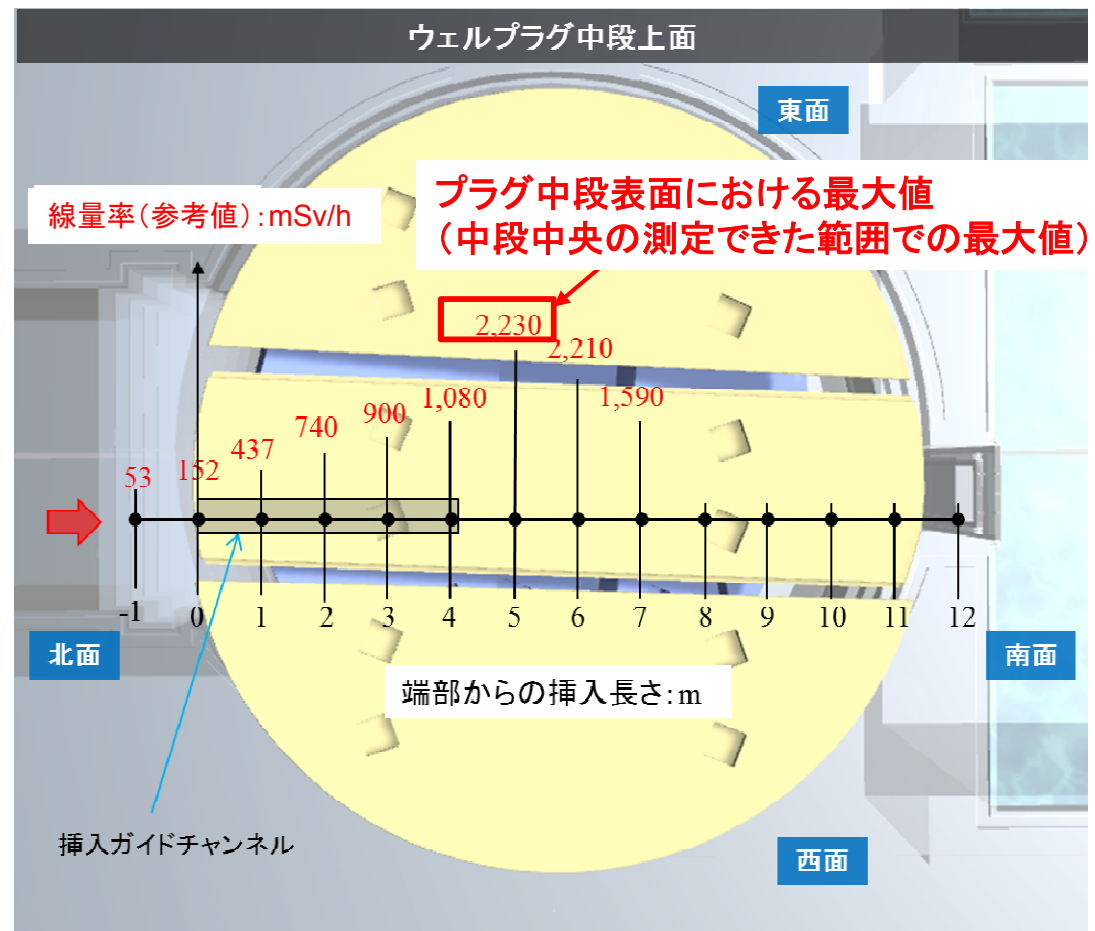 ウェルプラグ中段上面
東面
線量率(参考値):mSv/h
プラグ中段表面における最大値
(中段中央の測定できた範囲での最大値)
2,230
2,210
1,590
1,080
900
740
437
152
53
-1 0 1 2 3 4 5 6 7 8 9 10 11 12
北面
南面
端部からの挿入長さ:m
挿入ガイドチャンネル
西面